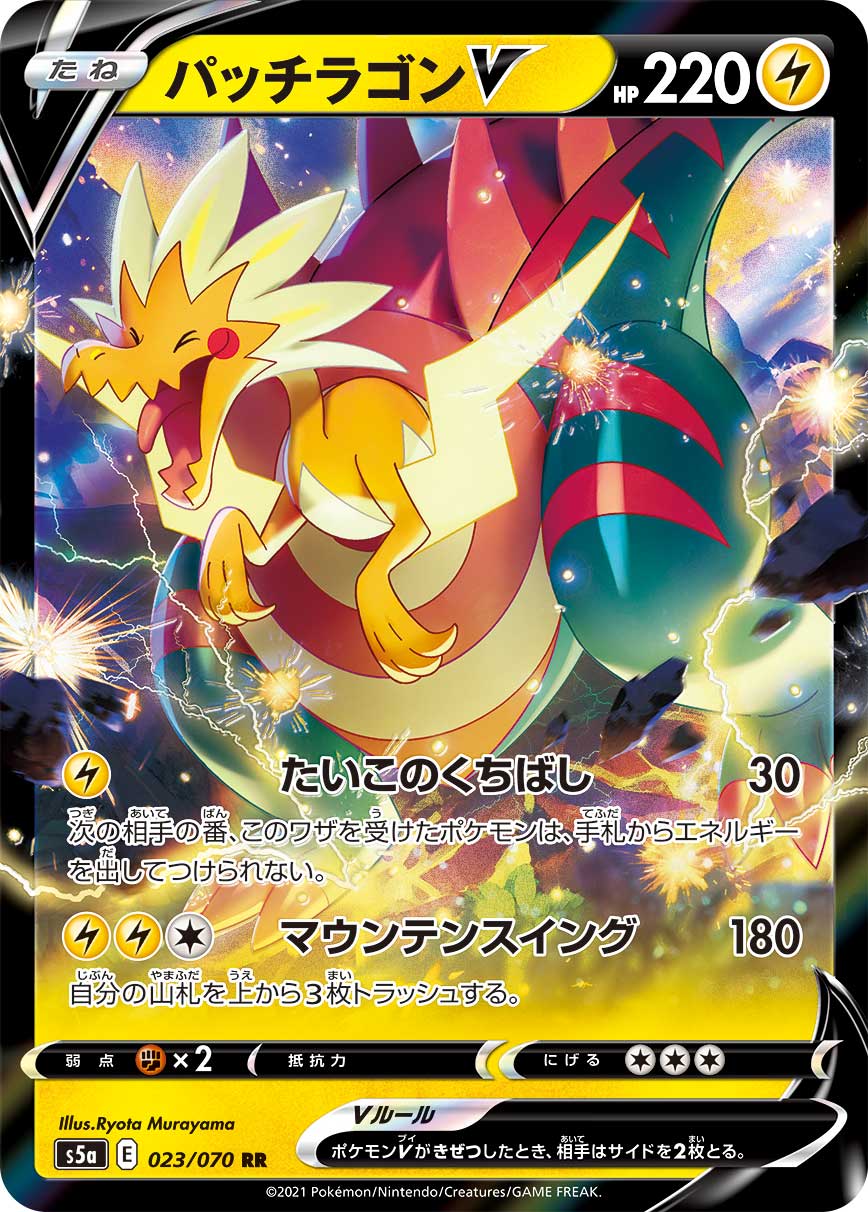 たね パッチラゴンV HP 220
たいこのくちばし 30
次の相手の番、このワザを受けたポケモンは、手札からエネルギー
を出してつけられない。
マウンテンスイング 180
自分の山札を上から3枚トラッシュする。
弱点 ×2 抵抗力 にげる
Illus.Ryota Murayama
Vルール
ポケモンVがきぜつしたとき、相手はサイドを2枚とる。
s5a E 023/070 RR
©2021 Pokémon/Nintendo/Creatures/GAME FREAK.